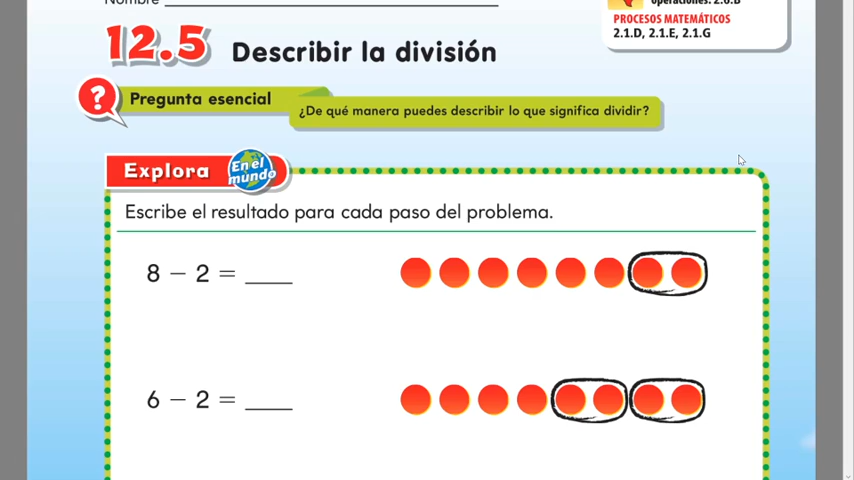 Nombre
operaciones: 2.6.B
PROCESOS MATEMÁTICOS
2.1.D, 2.1.E, 2.1.G
12.5 Describir la división
? Pregunta esencial
¿De qué manera puedes describir lo que significa dividir?
Explora En el mundo
Escribe el resultado para cada paso del problema.
8 − 2 = ____
6 − 2 = ____